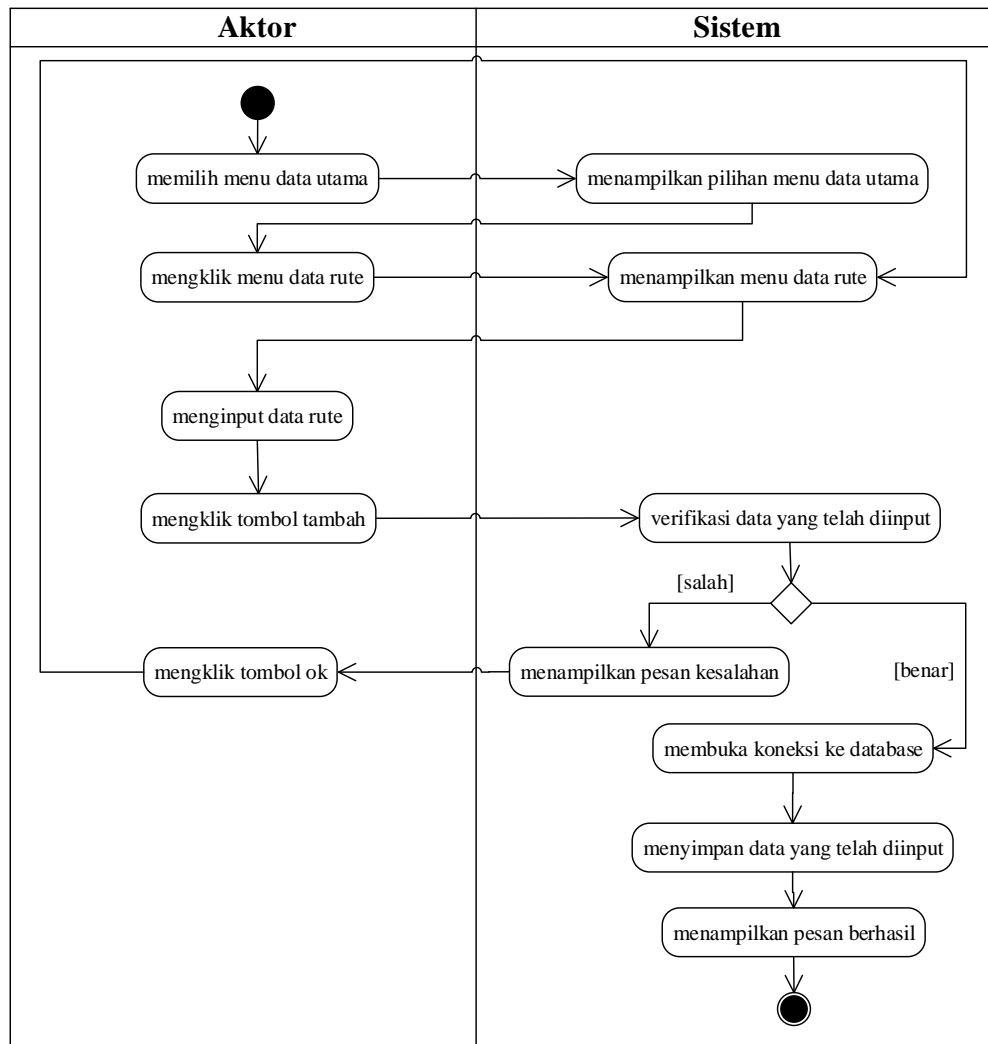 Aktor
Sistem
memilih menu data utama
menampilkan pilihan menu data utama
mengklik menu data rute
menampilkan menu data rute
menginput data rute
mengklik tombol tambah
verifikasi data yang telah diinput
[salah]
mengklik tombol ok
menampilkan pesan kesalahan
[benar]
membuka koneksi ke database
menyimpan data yang telah diinput
menampilkan pesan berhasil